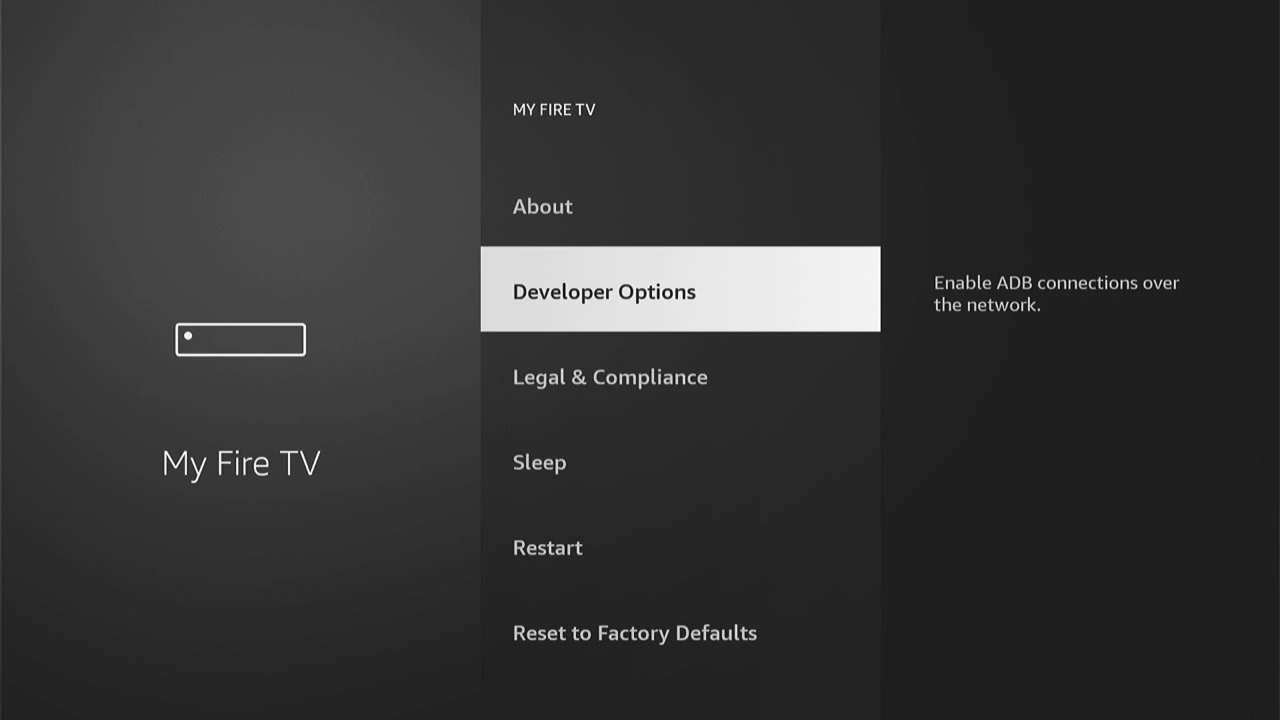 MY FIRE TV
About
Developer Options
Enable ADB connections over
the network.
Legal & Compliance
My Fire TV
Sleep
Restart
Reset to Factory Defaults